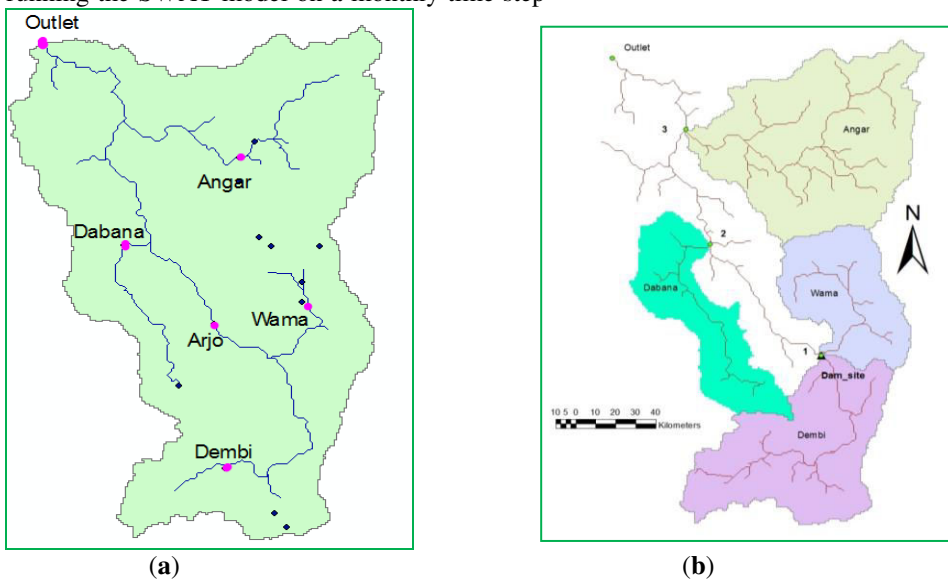 running the SWAT model on a monthly time step
Outlet
Angar
Dabana
Wama
Arjo
Dembi
(a)
Outlet
3
Angar
N
2
Dabana
Wama
1
Dam_site
10 5 0 10 20 30 40
Kilometers
Dembi
(b)